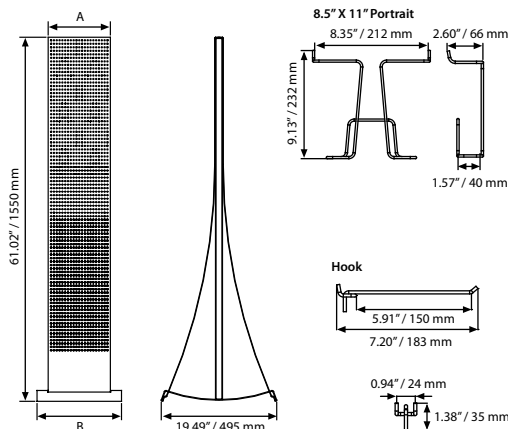 A
61.02” / 1550 mm
B
19.49” / 495 mm
8.5” X 11” Portrait
8.35” / 212 mm
2.60” / 66 mm
9.13” / 232 mm
1.57” / 40 mm
Hook
5.91” / 150 mm
7.20” / 183 mm
0.94” / 24 mm
1.38” / 35 mm